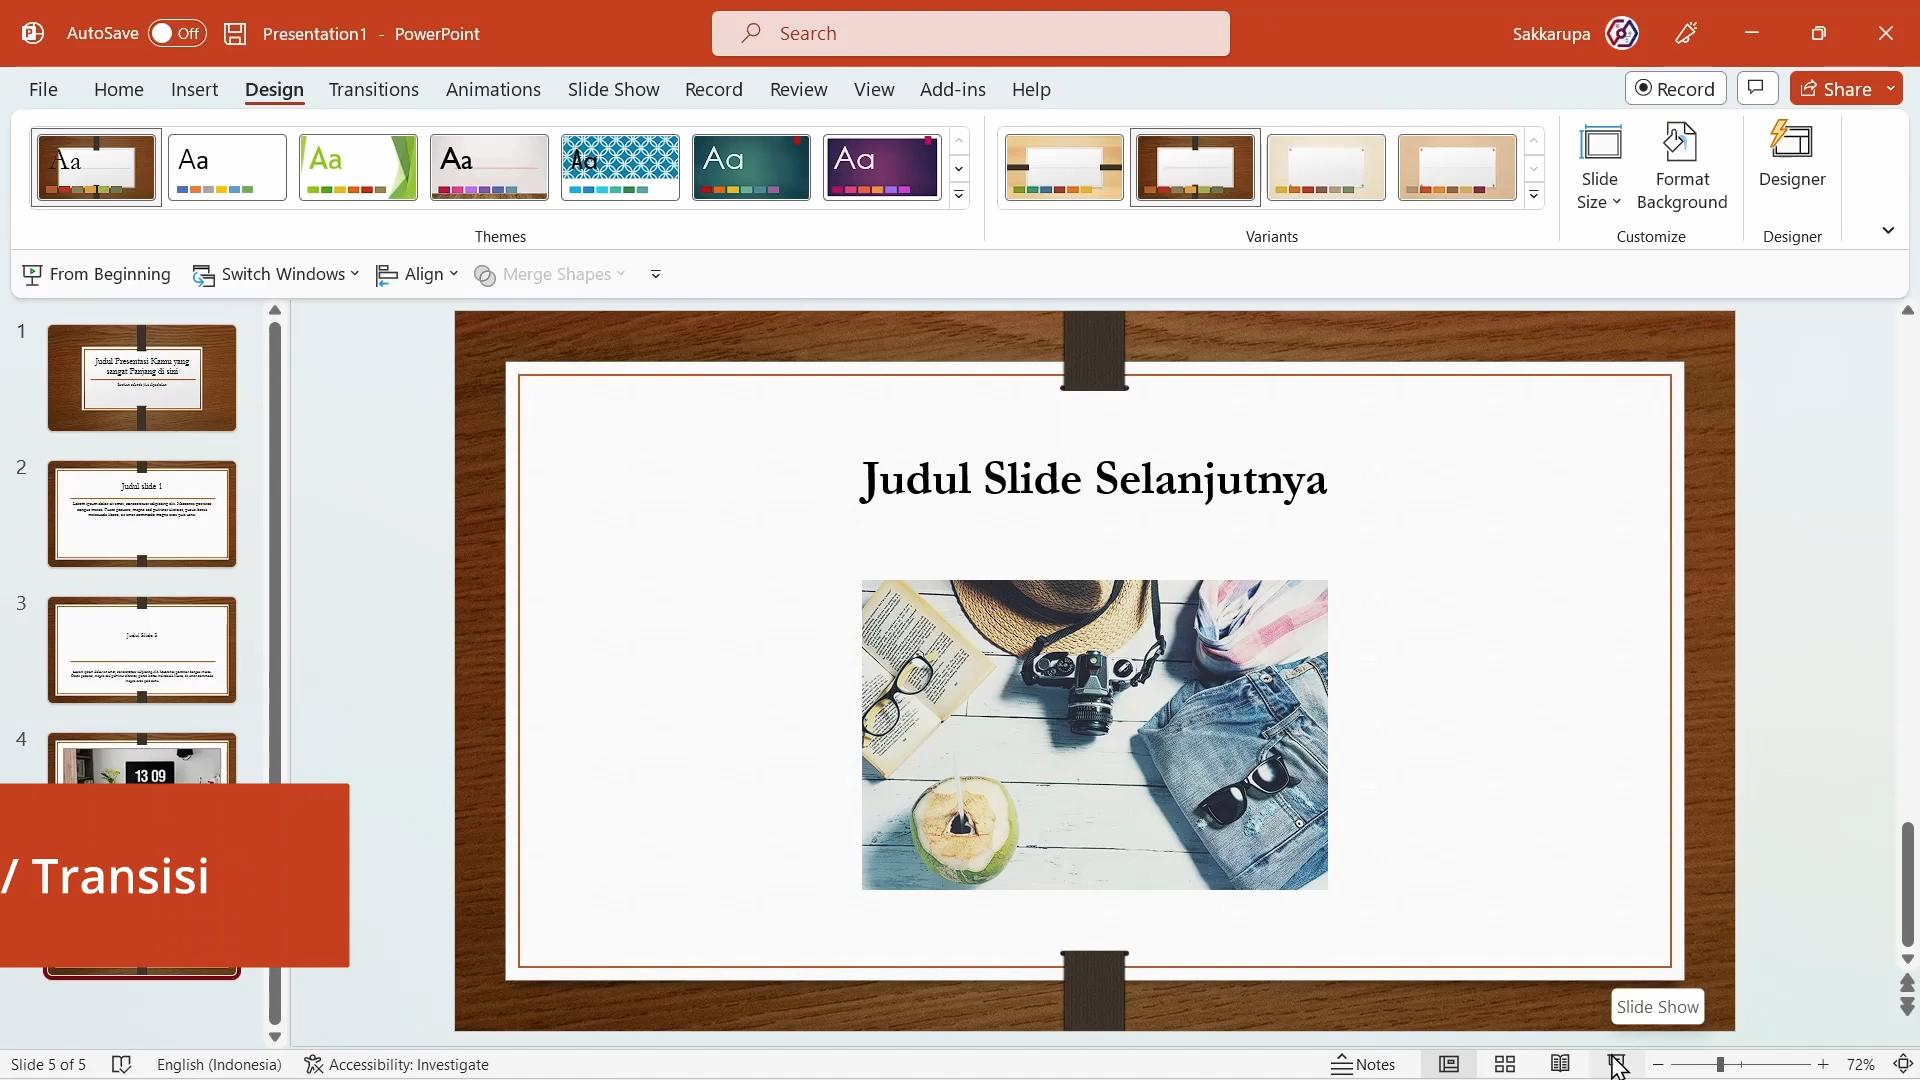 AutoSave Off Presentation1 - PowerPoint Search Sakkarupa
File Home Insert Design Transitions Animations Slide Show Record Review View Add-ins Help Record Share
Aa Aa Aa Aa Aa Aa Aa
Slide Size
Format Background
Designer
Themes Variants Customize Designer
From Beginning Switch Windows Align Merge Shapes
1
Judul Presentasi Kamu yang
sangat Panjang di sini
2
Judul slide 1
3
4
13 09
/ Transisi
Judul Slide Selanjutnya
Slide Show
Slide 5 of 5 English (Indonesia) Accessibility: Investigate Notes 72%